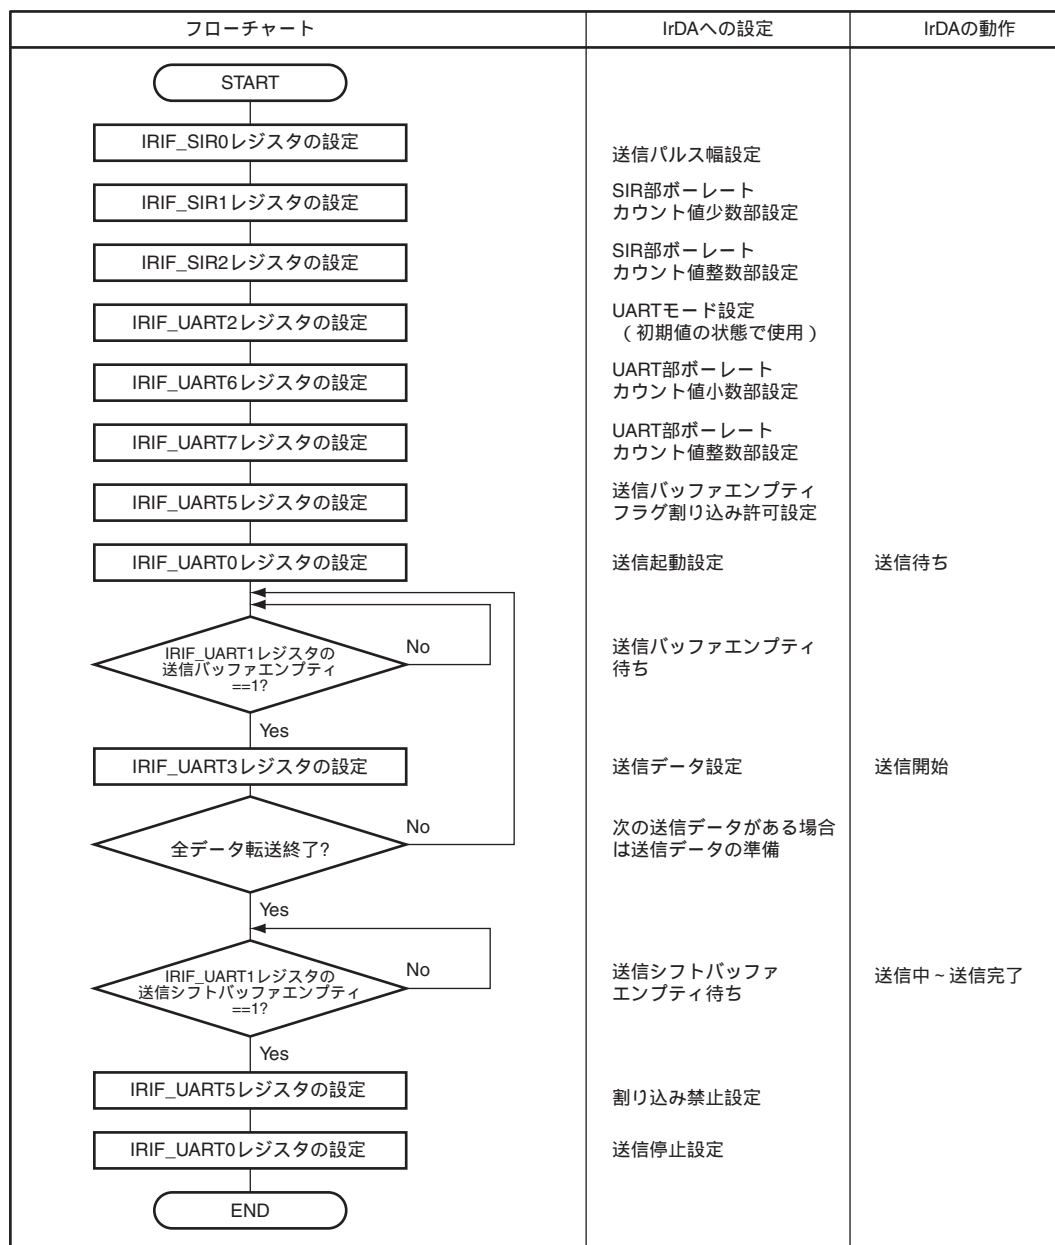 フローチャート
IrDAへの設定
IrDAの動作
START
IRIF_SIR0レジスタの設定
送信パルス幅設定
IRIF_SIR1レジスタの設定
SIR部ボーレート
カウント値少数部設定
IRIF_SIR2レジスタの設定
SIR部ボーレート
カウント値整数部設定
IRIF_UART2レジスタの設定
UARTモード設定
（初期値の状態で使用）
IRIF_UART6レジスタの設定
UART部ボーレート
カウント値小数部設定
IRIF_UART7レジスタの設定
UART部ボーレート
カウント値整数部設定
IRIF_UART5レジスタの設定
送信バッファエンプティ
フラグ割り込み許可設定
IRIF_UART0レジスタの設定
送信起動設定
送信待ち
IRIF_UART1レジスタの
送信バッファエンプティ
==1?
No
送信バッファエンプティ
待ち
Yes
IRIF_UART3レジスタの設定
送信データ設定
送信開始
全データ転送終了?
No
次の送信データがある場合
は送信データの準備
Yes
IRIF_UART1レジスタの
送信シフトバッファエンプティ
==1?
No
送信シフトバッファ
エンプティ待ち
送信中～送信完了
Yes
IRIF_UART5レジスタの設定
割り込み禁止設定
IRIF_UART0レジスタの設定
送信停止設定
END